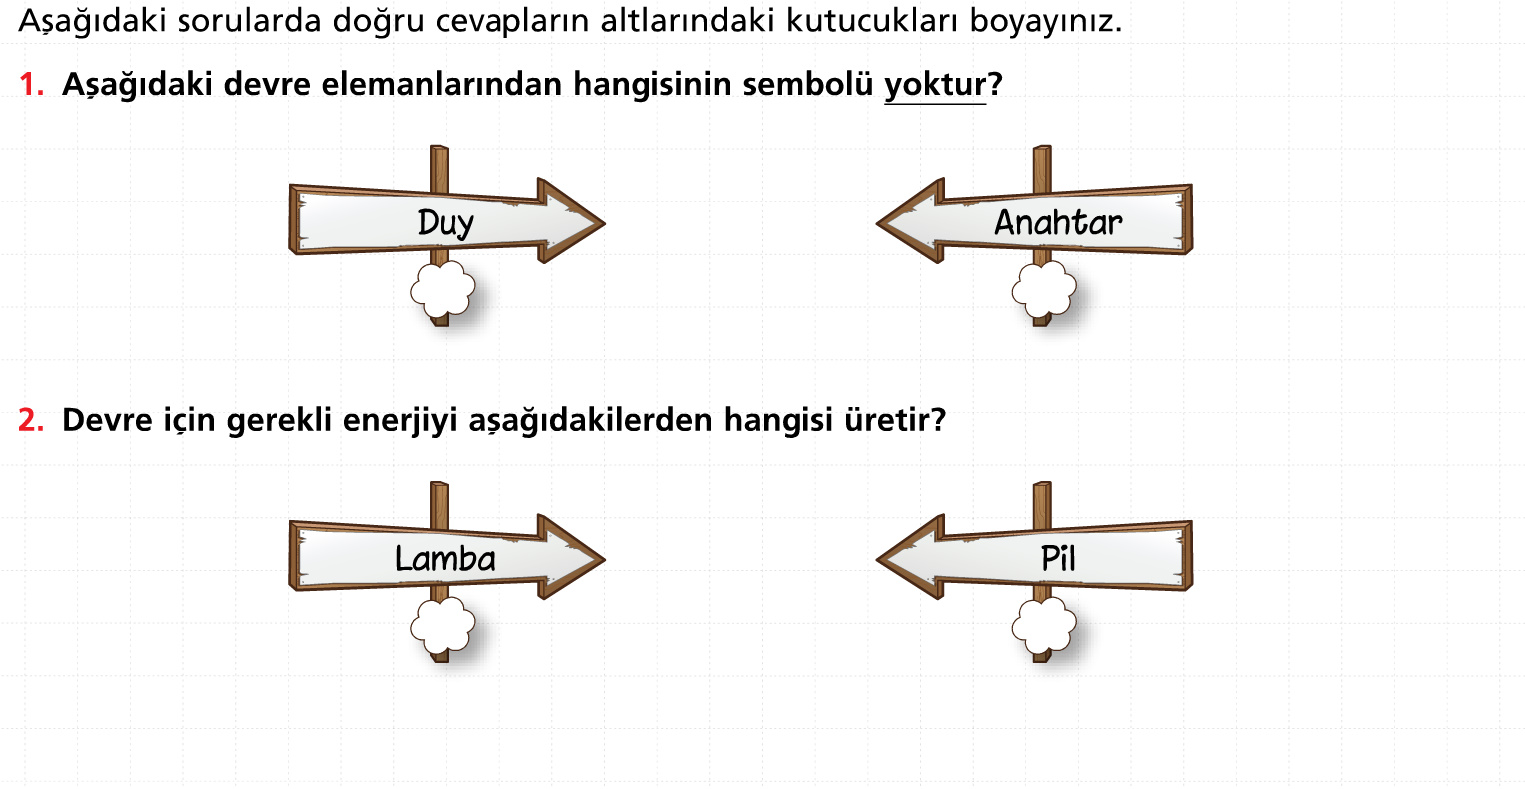 Aşağıdaki sorularda doğru cevapların altlarındaki kutucukları boyayınız.
1. Aşağıdaki devre elemanlarından hangisinin sembolü yoktur?
Duy
Anahtar
2. Devre için gerekli enerjiyi aşağıdakilerden hangisi üretir?
Lamba
Pil